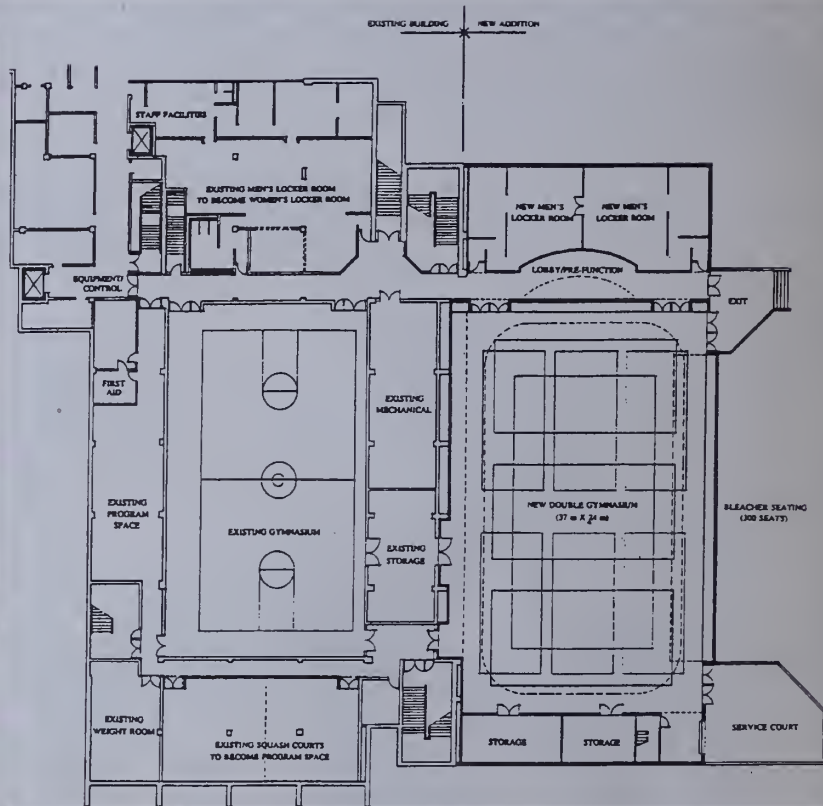 EXISTING BUILDING
NEW ADDITION
STAFF FACILITIES
EXISTING MEN'S LOCKER ROOM
TO BECOME WOMEN'S LOCKER ROOM
NEW MEN'S
LOCKER ROOM
NEW MEN'S
LOCKER ROOM
LOBBY/PRE-FUNCTION
EQUIPMENT/
CONTROL
EXIT
FIRST
AID
EXISTING
MECHANICAL
EXISTING
PROGRAM
SPACE
EXISTING GYMNASIUM
EXISTING
STORAGE
NEW DOUBLE GYMNASIUM
(37 m X 24 m)
BLEACHER SEATING
(300 SEATS)
EXISTING
WEIGHT ROOM
EXISTING SQUASH COURTS
TO BECOME PROGRAM SPACE
STORAGE
STORAGE
SERVICE COURT